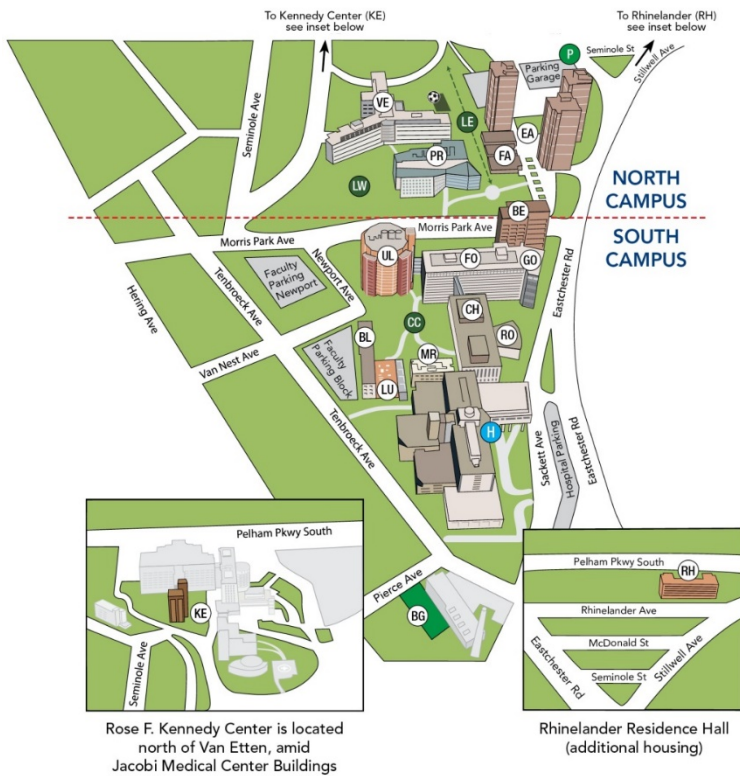 To Kennedy Center (KE)
see inset below
To Rhinelander (RH)
see inset below
Seminole St
Stillwell Ave
P
Parking
Garage
Seminole Ave
VE
LE
EA
FA
PR
LW
NORTH
CAMPUS
BE
Morris Park Ave
SOUTH
CAMPUS
UL
FO
GO
Newport Ave
Faculty
Parking
Newport
Tenbroeck Ave
Hering Ave
Eastchester Rd
CH
CC
RO
BL
MR
Faculty
Parking Block
LU
Van Nest Ave
Tenbroeck Ave
H
Sackett Ave
Hospital Parking
Eastchester Rd
Pierce Ave
BG
Pelham Pkwy South
KE
Seminole Ave
Rose F. Kennedy Center is located
north of Van Etten, amid
Jacobi Medical Center Buildings
Pelham Pkwy South
RH
Rhinelander Ave
McDonald St
Seminole St
Eastchester Rd
Stillwell Ave
Rhinelander Residence Hall
(additional housing)